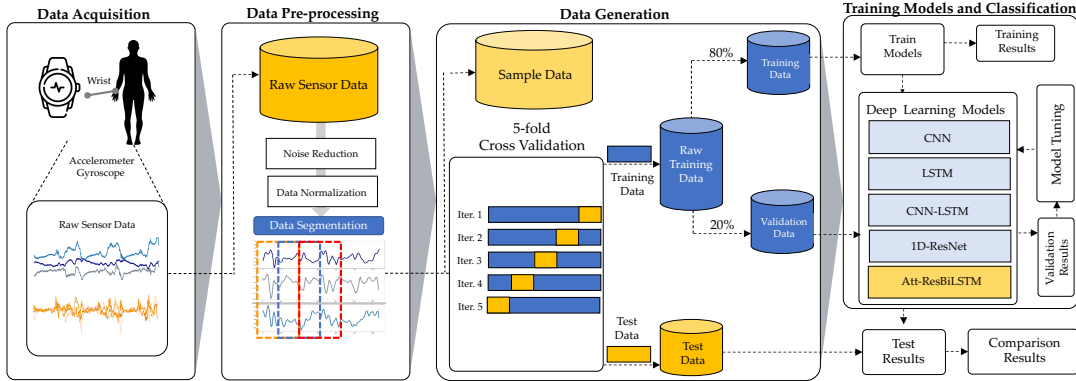 Data Acquisition
Wrist
Accelerometer
Gyroscope
Raw Sensor Data
Data Pre-processing
Raw Sensor Data
Noise Reduction
Data Normalization
Data Segmentation
Data Generation
Sample Data
5-fold
Cross Validation
Iter. 1
Iter. 2
Iter. 3
Iter. 4
Iter. 5
Training
Data
Test
Data
Raw
Training
Data
80%
20%
Training
Data
Validation
Data
Test
Data
Training Models and Classification
Train
Models
Training
Results
Deep Learning Models
CNN
LSTM
CNN-LSTM
1D-ResNet
Att-ResBiLSTM
Model Tuning
Validation
Results
Test
Results
Comparison
Results